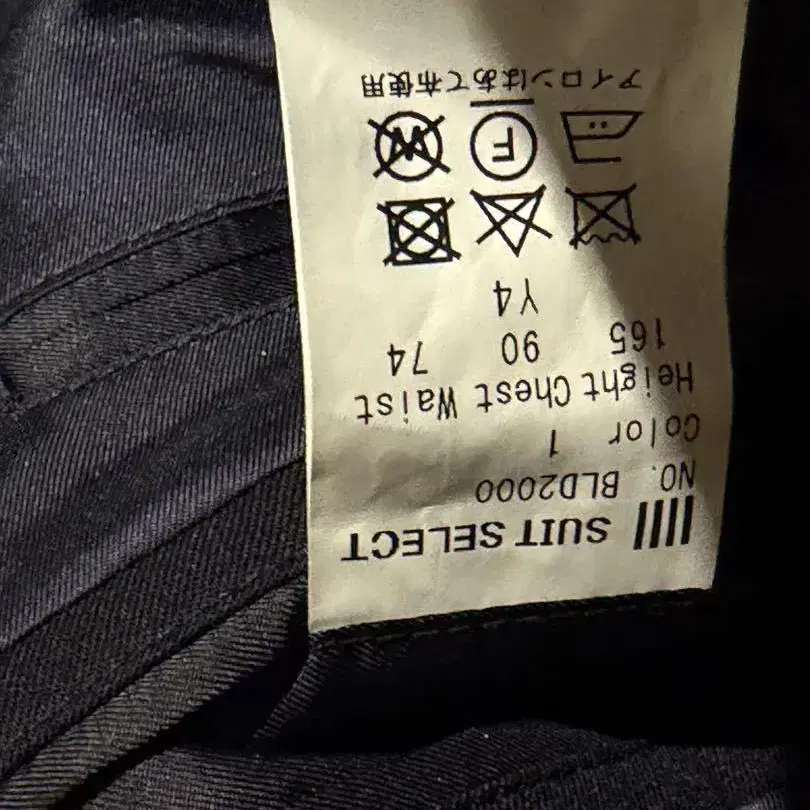 SUIT SELECT
NO. BLD2000
Color 1
Height Chest Waist
165 90 74
Y4
F
W
アイロンはあて布使用